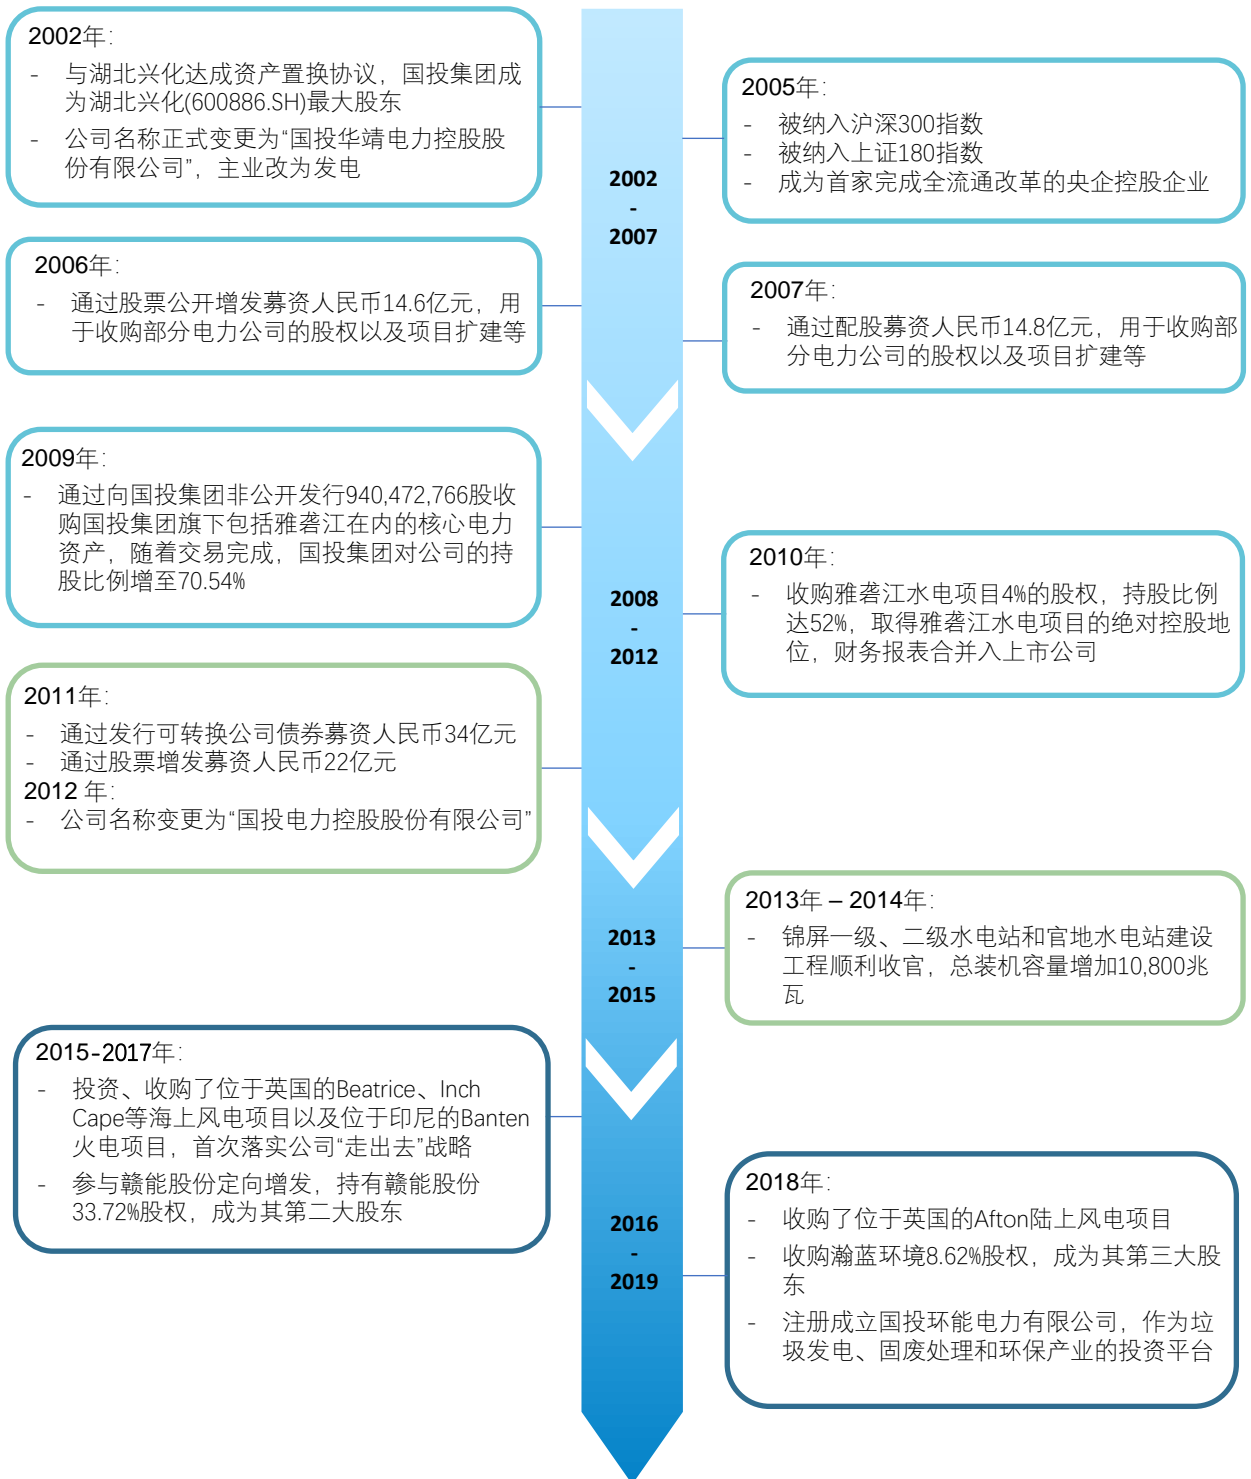 2002年:
- 与湖北兴化达成资产置换协议，国投集团成
为湖北兴化(600886.SH)最大股东
- 公司名称正式变更为“国投华靖电力控股股
份有限公司”，主业改为发电
2005年:
- 被纳入沪深300指数
- 被纳入上证180指数
- 成为首家完成全流通改革的央企控股企业
2002
-
2007
2006年:
- 通过股票公开增发募资人民币14.6亿元，用
于收购部分电力公司的股权以及项目扩建等
2007年:
- 通过配股募资人民币14.8亿元，用于收购部
分电力公司的股权以及项目扩建等
2009年:
- 通过向国投集团非公开发行940,472,766股收
购国投集团旗下包括雅砻江在内的核心电力
资产，随着交易完成，国投集团对公司的持
股比例增至70.54%
2008
-
2012
2010年:
- 收购雅砻江水电项目4%的股权，持股比例
达52%，取得雅砻江水电项目的绝对控股地
位，财务报表合并入上市公司
2011年:
- 通过发行可转换公司债券募资人民币34亿元
- 通过股票增发募资人民币22亿元
2012 年:
- 公司名称变更为“国投电力控股股份有限公司”
2013
-
2015
2013年 – 2014年:
- 锦屏一级、二级水电站和官地水电站建设
工程顺利收官，总装机容量增加10,800兆
瓦
2015-2017年:
- 投资、收购了位于英国的Beatrice、Inch
Cape等海上风电项目以及位于印尼的Banten
火电项目，首次落实公司“走出去”战略
- 参与赣能股份定向增发，持有赣能股份
33.72%股权，成为其第二大股东
2016
-
2019
2018年:
- 收购了位于英国的Afton陆上风电项目
- 收购瀚蓝环境8.62%股权，成为其第三大股
东
- 注册成立国投环能电力有限公司，作为垃
圾发电、固废处理和环保产业的投资平台